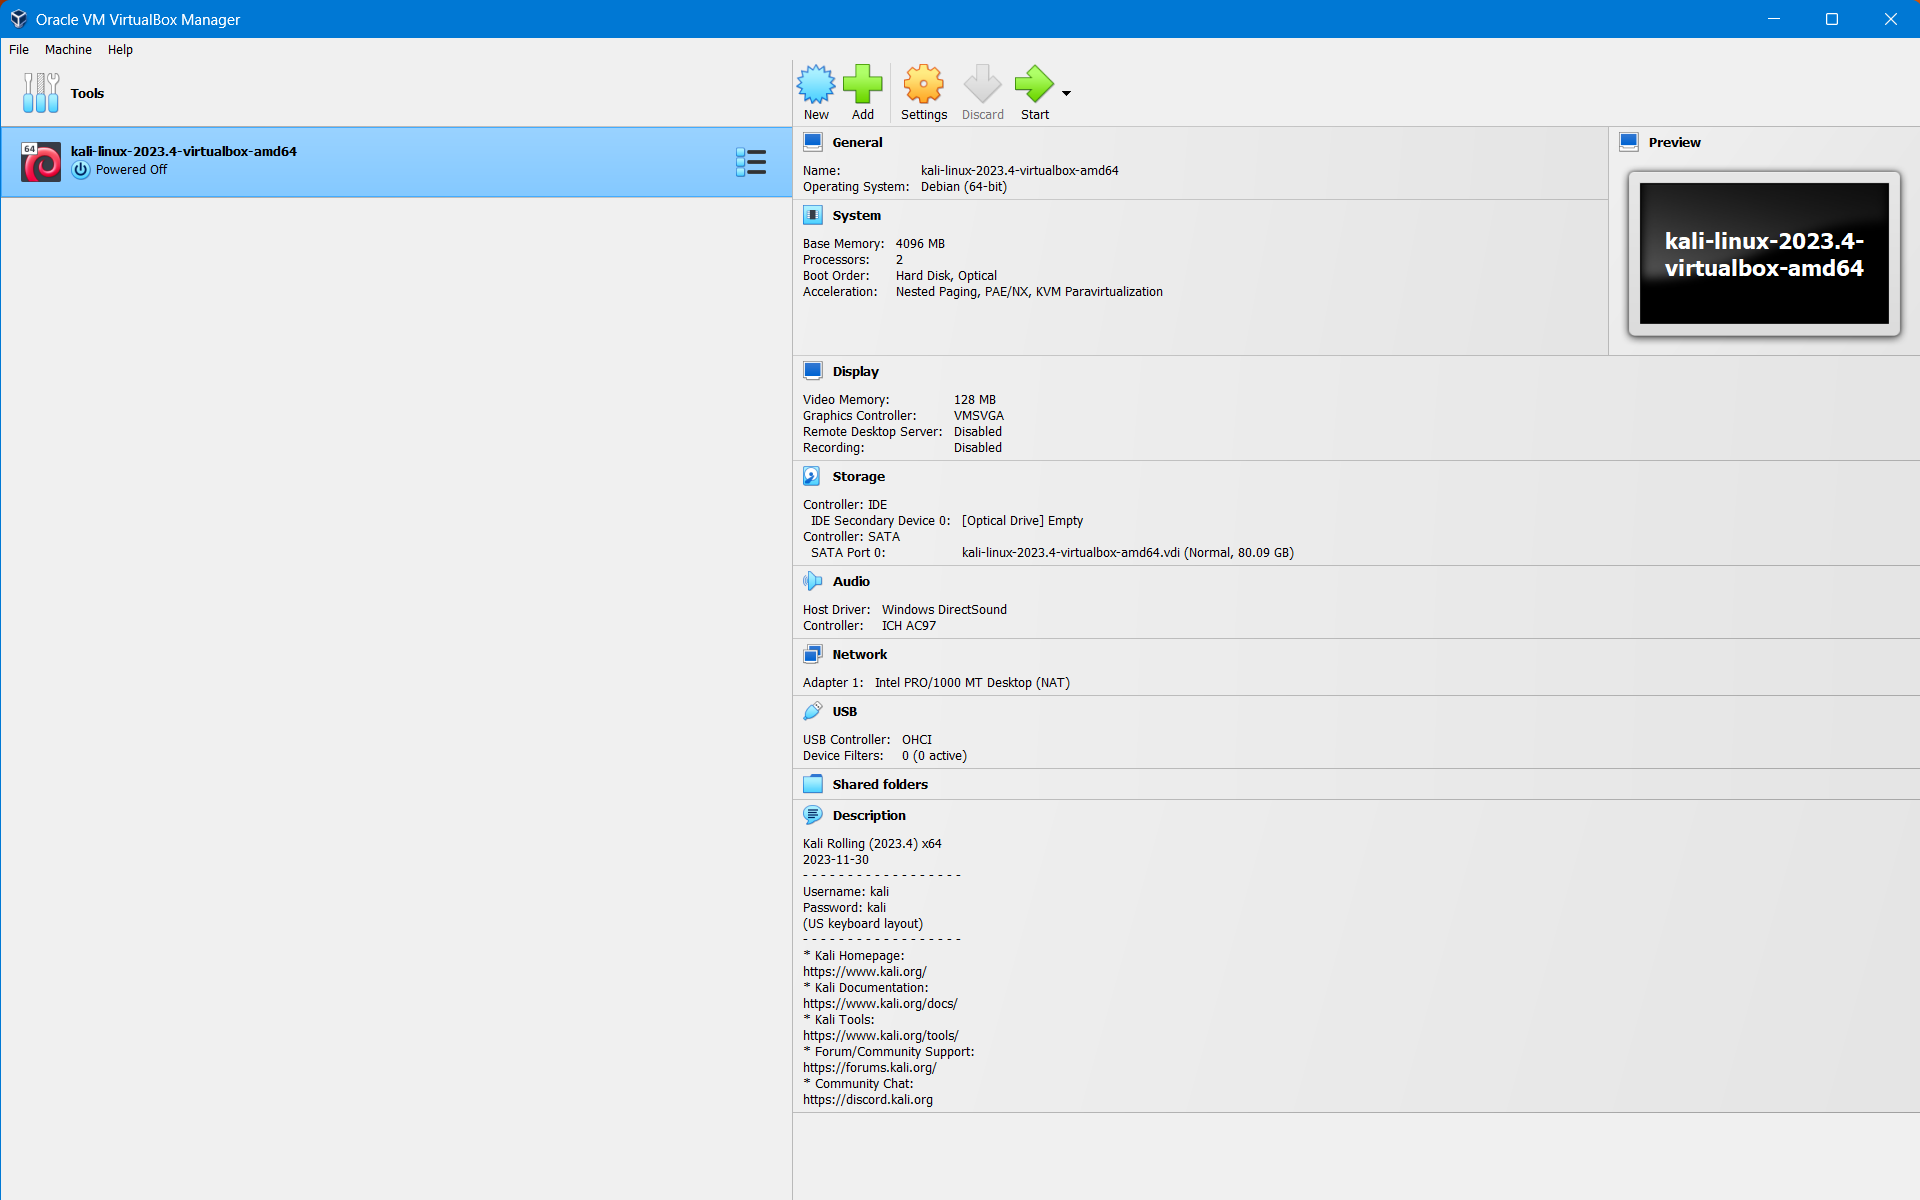 Oracle VM VirtualBox Manager
File Machine Help
Tools
New Add Settings Discard Start
64
kali-linux-2023.4-virtualbox-amd64
Powered Off
General
Name: kali-linux-2023.4-virtualbox-amd64
Operating System: Debian (64-bit)
System
Base Memory: 4096 MB
Processors: 2
Boot Order: Hard Disk, Optical
Acceleration: Nested Paging, PAE/NX, KVM Paravirtualization
Preview
kali-linux-2023.4-
virtualbox-amd64
Display
Video Memory: 128 MB
Graphics Controller: VMSVGA
Remote Desktop Server: Disabled
Recording: Disabled
Storage
Controller: IDE
IDE Secondary Device 0: [Optical Drive] Empty
Controller: SATA
SATA Port 0: kali-linux-2023.4-virtualbox-amd64.vdi (Normal, 80.09 GB)
Audio
Host Driver: Windows DirectSound
Controller: ICH AC97
Network
Adapter 1: Intel PRO/1000 MT Desktop (NAT)
USB
USB Controller: OHCI
Device Filters: 0 (0 active)
Shared folders
Description
Kali Rolling (2023.4) x64
2023-11-30
- - - - - - - - - - - - - - - - - -
Username: kali
Password: kali
(US keyboard layout)
- - - - - - - - - - - - - - - - - -
* Kali Homepage:
https://www.kali.org/
* Kali Documentation:
https://www.kali.org/docs/
* Kali Tools:
https://www.kali.org/tools/
* Forum/Community Support:
https://forums.kali.org/
* Community Chat:
https://discord.kali.org